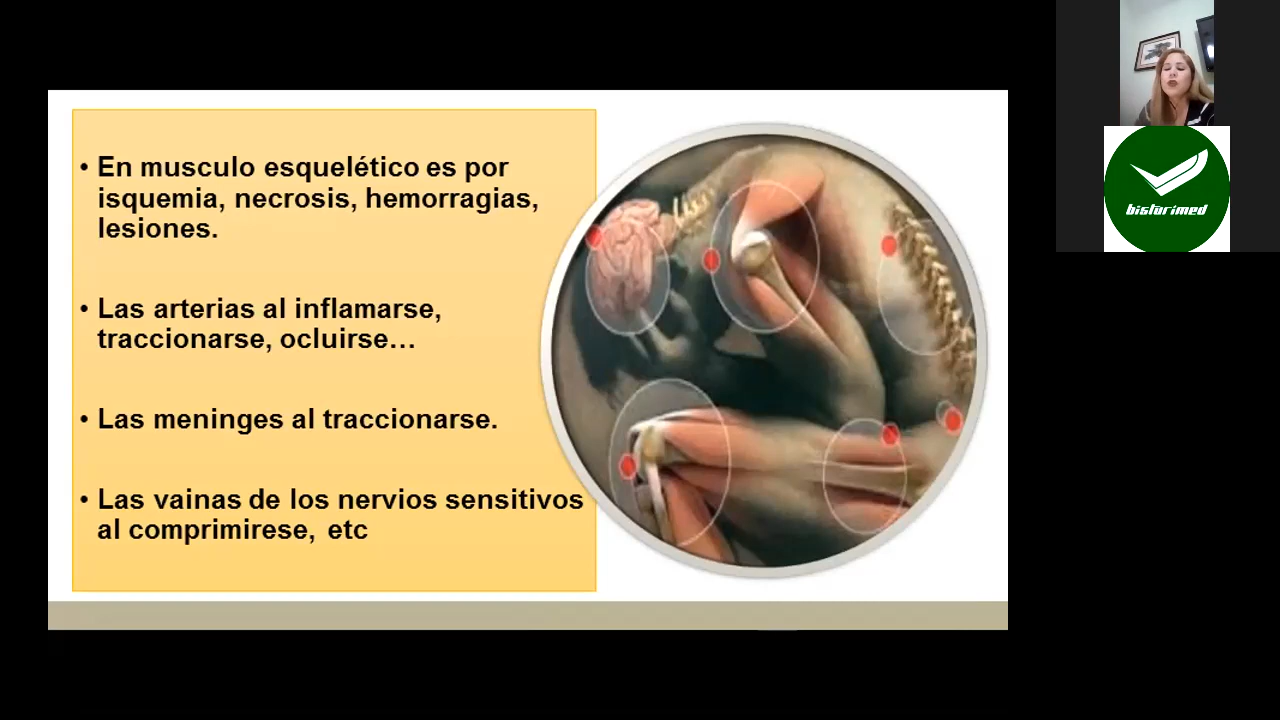 • En musculo esquelético es por
isquemia, necrosis, hemorragias,
lesiones.
• Las arterias al inflamarse,
traccionarse, ocluirse…
• Las meninges al traccionarse.
• Las vainas de los nervios sensitivos
al comprimirese, etc
bisturimed